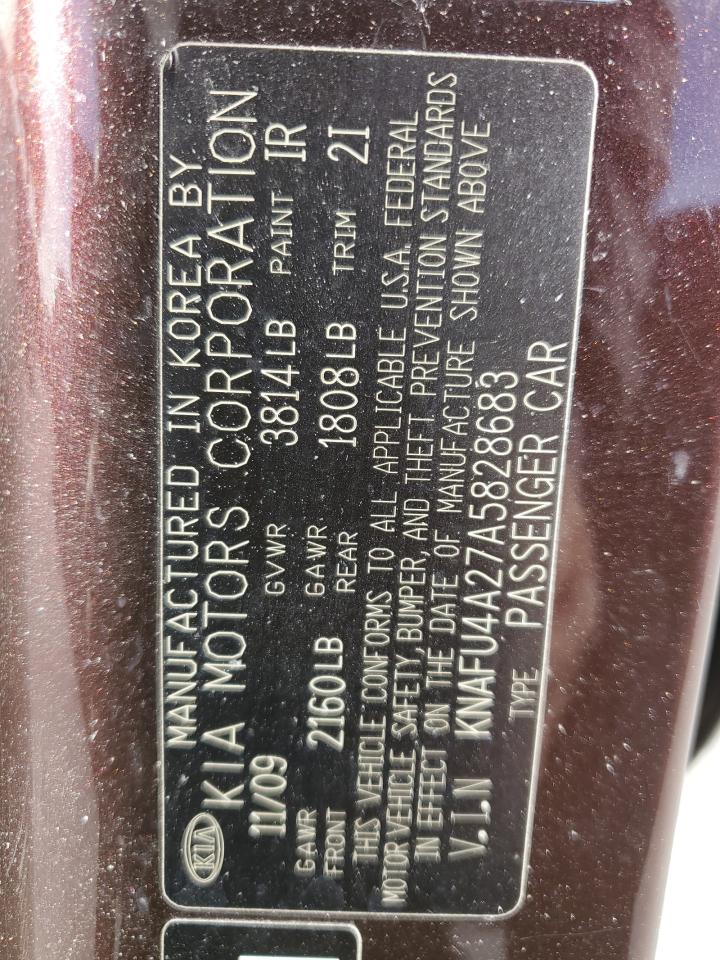 MANUFACTURED IN KOREA BY
KIA KIA MOTORS CORPORATION
11/09 GVWR 3814LB PAINT IR
GAWR FRONT 2160LB GAWR REAR 1808LB TRIM 2I
THIS VEHICLE CONFORMS TO ALL APPLICABLE U.S.A. FEDERAL
MOTOR VEHICLE SAFETY, BUMPER, AND THEFT PREVENTION STANDARDS
IN EFFECT ON THE DATE OF MANUFACTURE SHOWN ABOVE
V.I.N KNAFU4A27A5828683
TYPE PASSENGER CAR